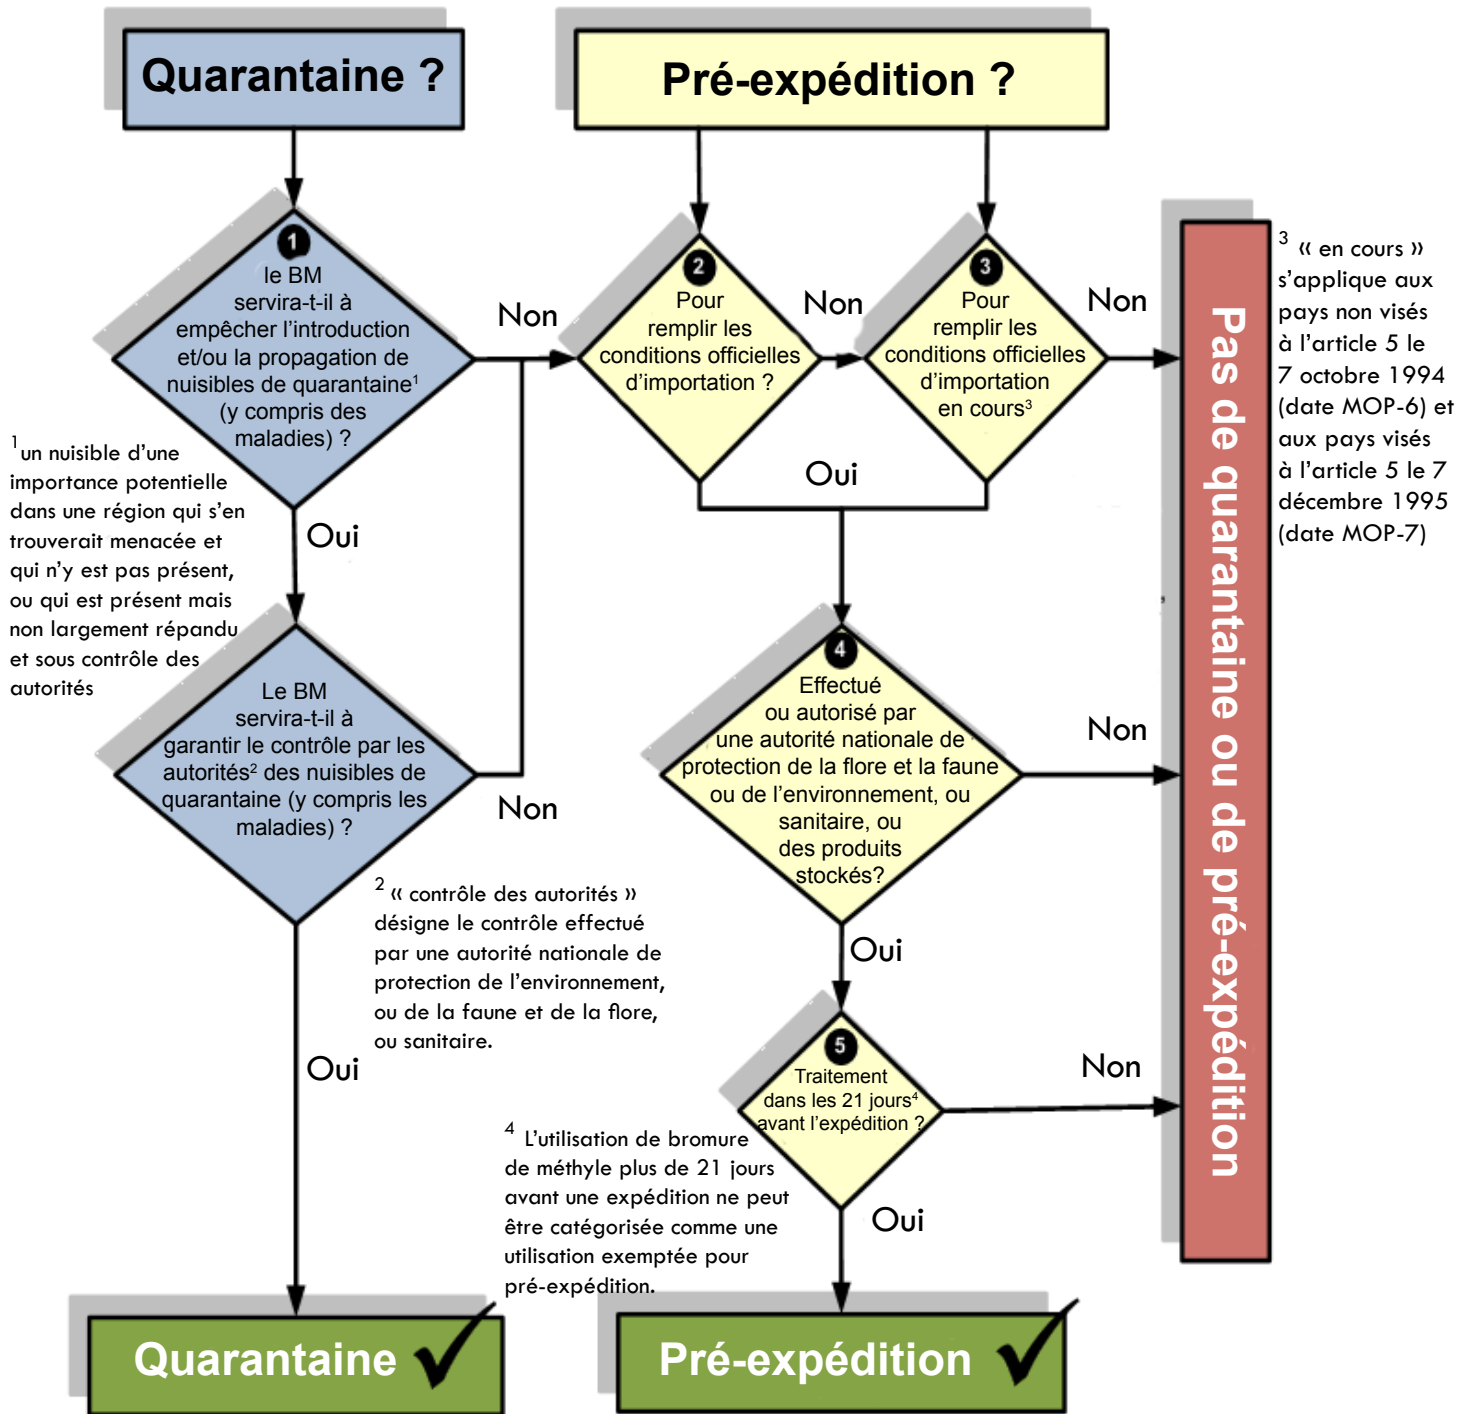 Quarantaine ?
Pré-expédition ?
1
le BM
servira-t-il à
empêcher l'introduction
et/ou la propagation de
nuisibles de quarantaine¹
(y compris des
maladies) ?
Non
2
Pour
remplir les
conditions officielles
d'importation ?
Non
3
Pour
remplir les
conditions officielles
d'importation
en cours³
Non
Pas de quarantaine ou de pré-expédition
³ « en cours »
s'applique aux
pays non visés
à l'article 5 le
7 octobre 1994
(date MOP-6) et
aux pays visés
à l'article 5 le 7
décembre 1995
(date MOP-7)
¹ un nuisible d'une
importance potentielle
dans une région qui s'en
trouverait menacée et
qui n'y est pas présent,
ou qui est présent mais
non largement répandu
et sous contrôle des
autorités
Oui
Oui
Le BM
servira-t-il à
garantir le contrôle par les
autorités² des nuisibles de
quarantaine (y compris les
maladies) ?
Non
4
Effectué
ou autorisé par
une autorité nationale de
protection de la flore et la faune
ou de l'environnement, ou
sanitaire, ou
des produits
stockés?
Non
² « contrôle des autorités »
désigne le contrôle effectué
par une autorité nationale de
protection de l'environnement,
ou de la faune et de la flore,
ou sanitaire.
Oui
Oui
5
Traitement
dans les 21 jours⁴
avant l'expédition ?
Non
⁴ L'utilisation de bromure
de méthyle plus de 21 jours
avant une expédition ne peut
être catégorisée comme une
utilisation exemptée pour
pré-expédition.
Oui
Quarantaine
Pré-expédition